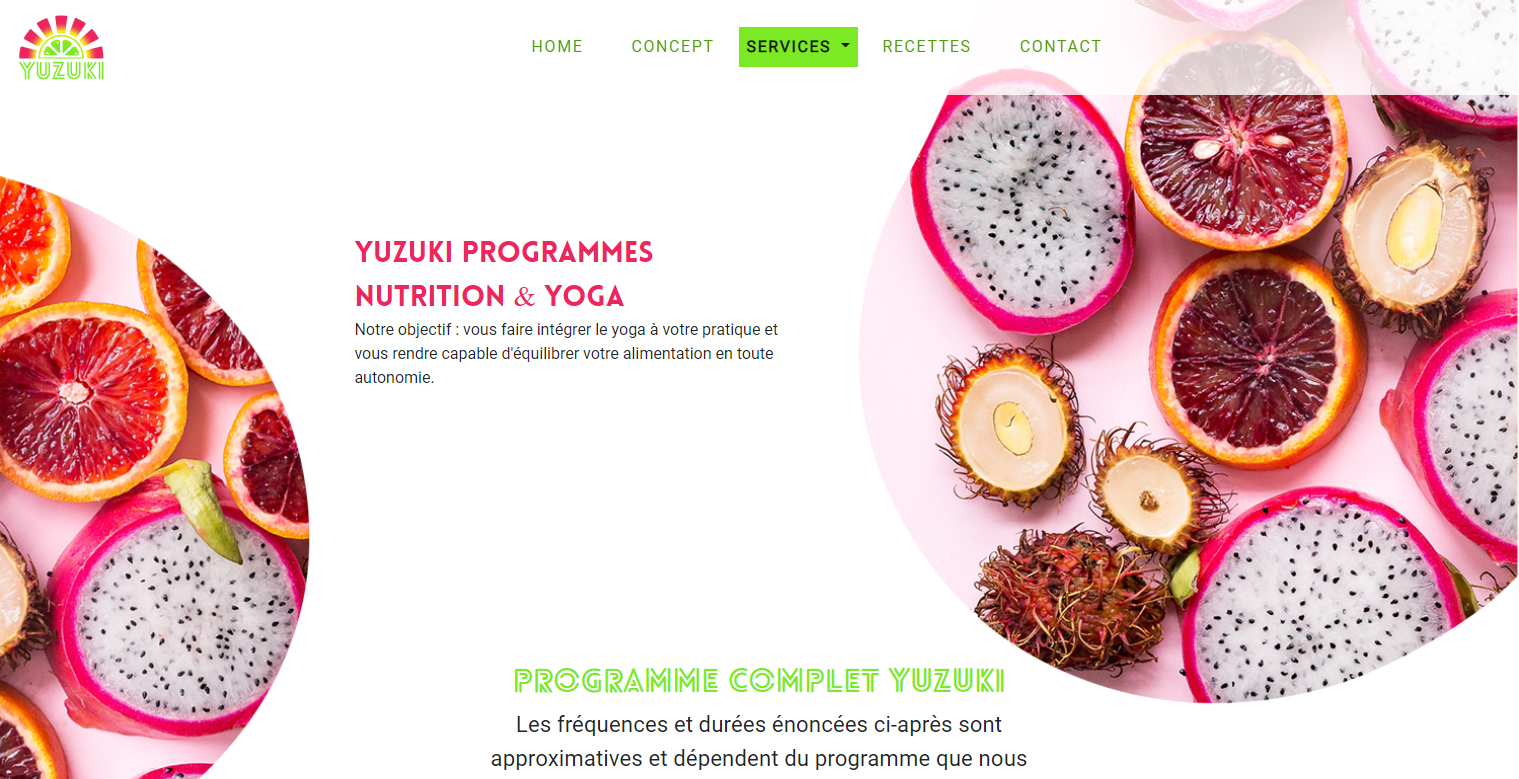 YUZUKI
HOME
CONCEPT
SERVICES
RECETTES
CONTACT
YUZUKI PROGRAMMES
NUTRITION & YOGA
Notre objectif : vous faire intégrer le yoga à votre pratique et
vous rendre capable d'équilibrer votre alimentation en toute
autonomie.
PROGRAMME COMPLET YUZUKI
Les fréquences et durées énoncées ci-après sont
approximatives et dépendent du programme que nous